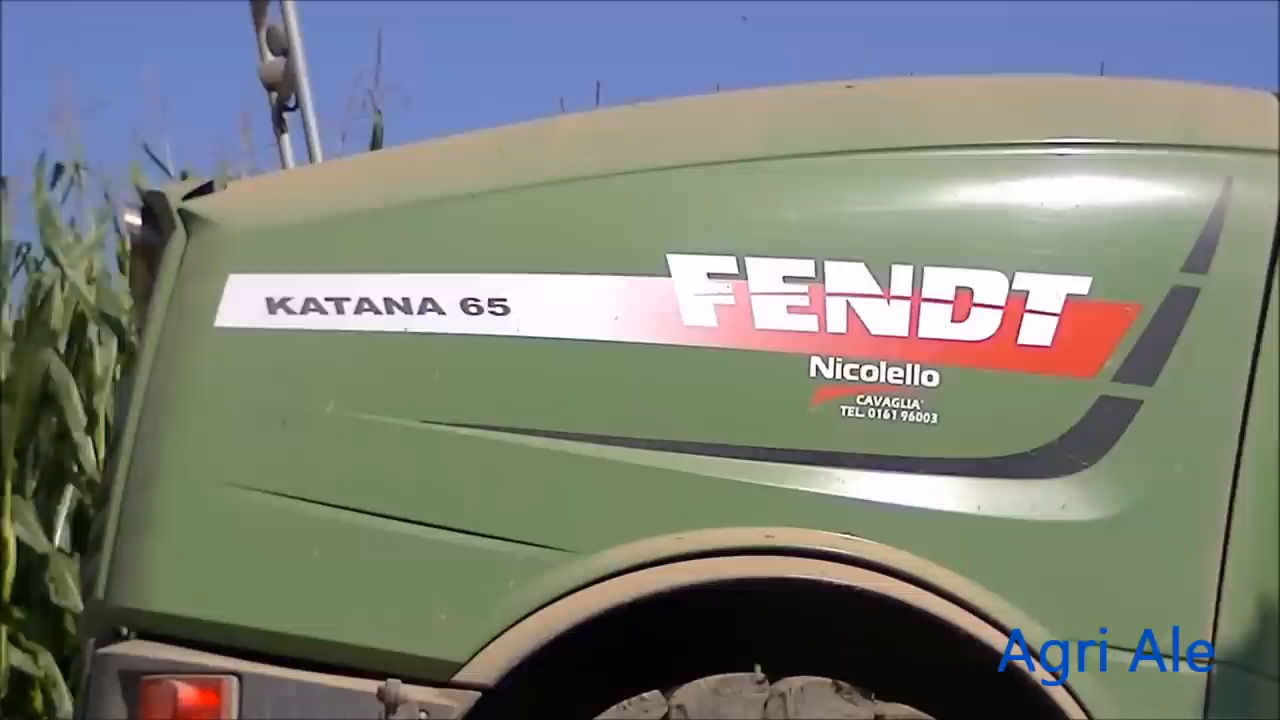 KATANA 65
FENDT
Nicolello
CAVAGLIA'
TEL. 0161 96003
Agri Ale